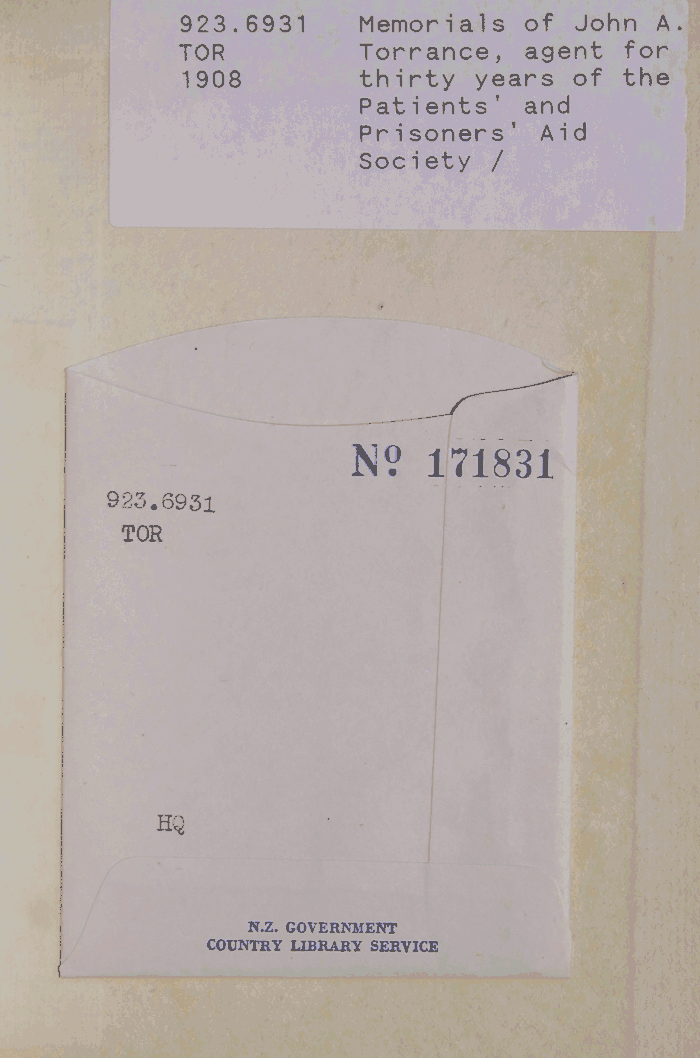 923.6931 Memorials of John A.
TOR Torrance, agent for
1908 thirty years of the
Patients' and
Prisoners' Aid
Society /
Nº 171831
923.6931
TOR
HQ
N.Z. GOVERNMENT
COUNTRY LIBRARY SERVICE